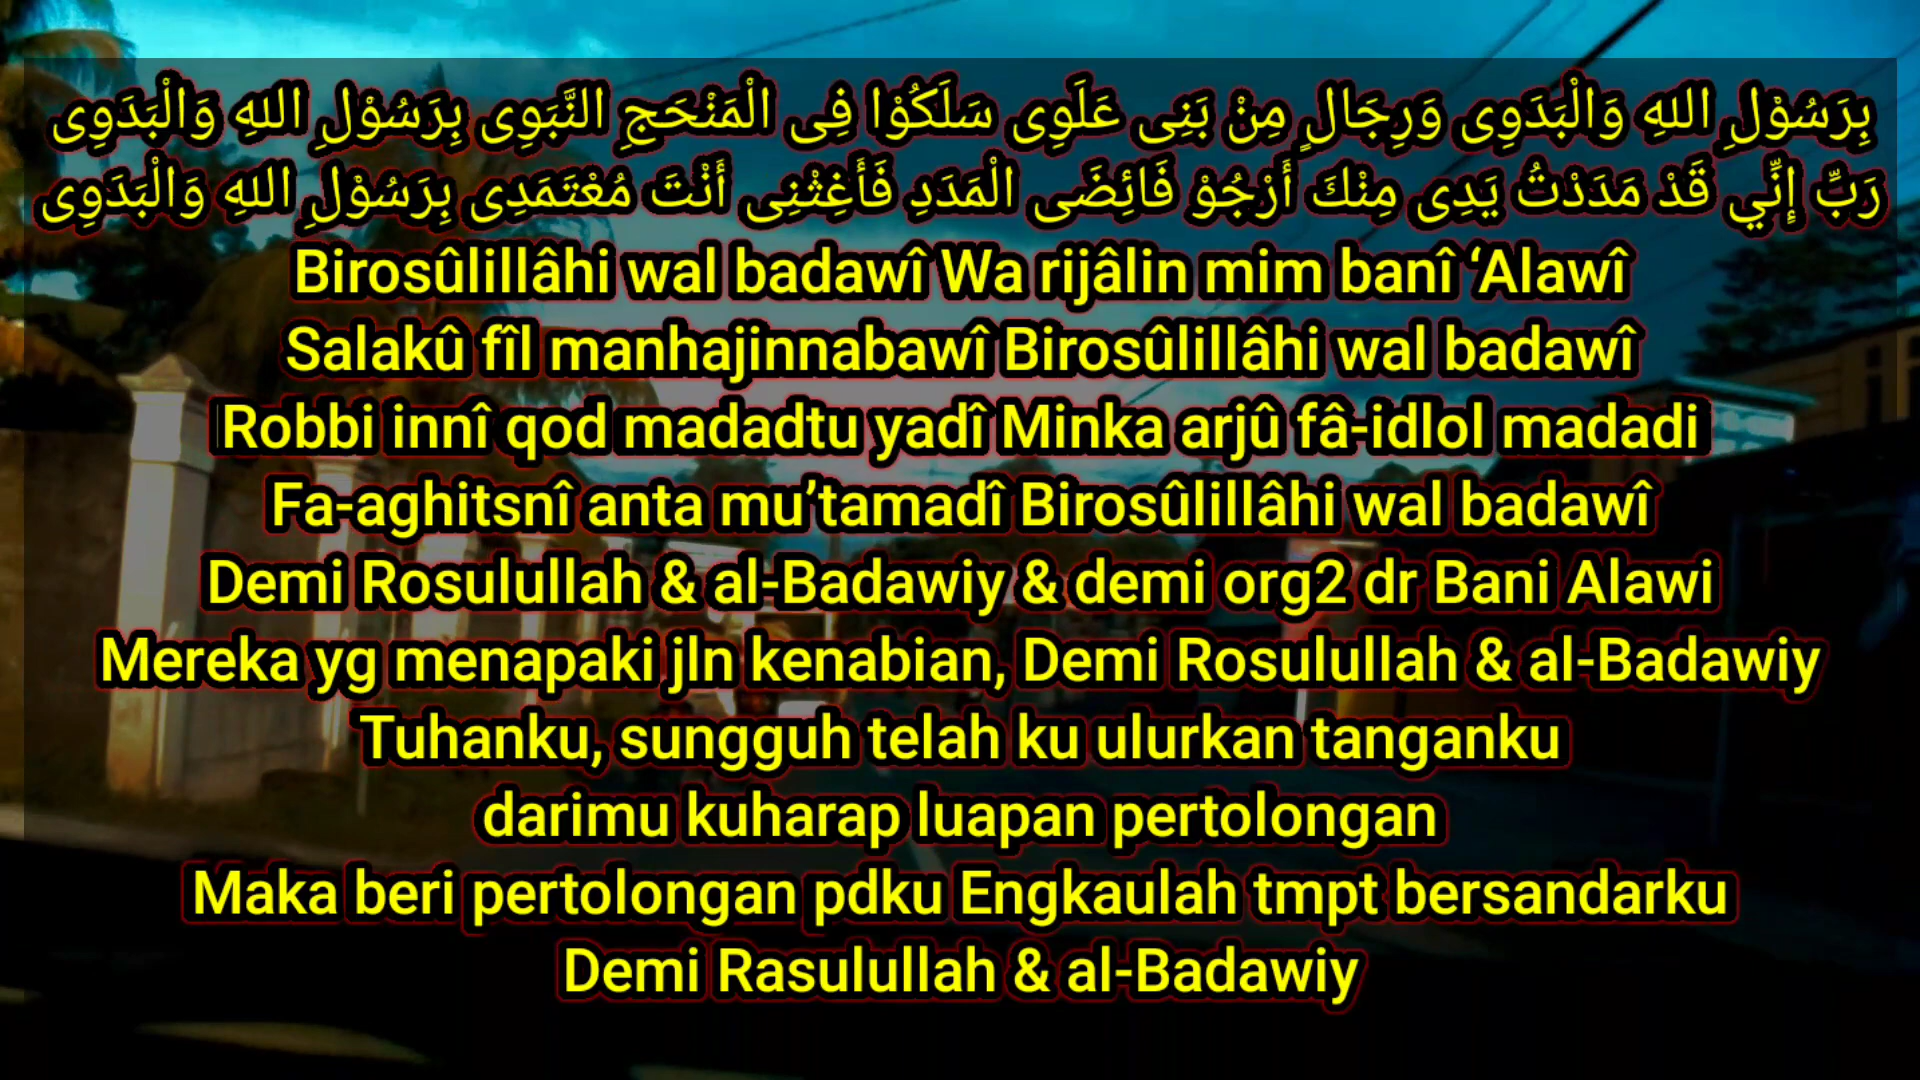 بِرَسُوْلِ اللهِ وَالْبَدَوِى وَرِجَالٍ مِنْ بَنِى عَلَوِى سَلَكُوْا فِى الْمَنْحَجِ النَّبَوِى بِرَسُوْلِ اللهِ وَالْبَدَوِى
رَبِّ إِنِّي قَدْ مَدَدْتُ يَدِى مِنْكَ أَرْجُوْ فَائِضَى الْمَدَدِ فَأَغِثْنِى أَنْتَ مُعْتَمَدِى بِرَسُوْلِ اللهِ وَالْبَدَوِى
Birosûlillâhi wal badawî Wa rijâlin mim banî ‘Alawî
Salakû fîl manhajinnabawî Birosûlillâhi wal badawî
Robbi innî qod madadtu yadî Minka arjû fâ-idlol madadi
Fa-aghitsnî anta mu’tamadî Birosûlillâhi wal badawî
Demi Rosulullah & al-Badawiy & demi org2 dr Bani Alawi
Mereka yg menapaki jln kenabian, Demi Rosulullah & al-Badawiy
Tuhanku, sungguh telah ku ulurkan tanganku
darimu kuharap luapan pertolongan
Maka beri pertolongan pdku Engkaulah tmpt bersandarku
Demi Rasulullah & al-Badawiy